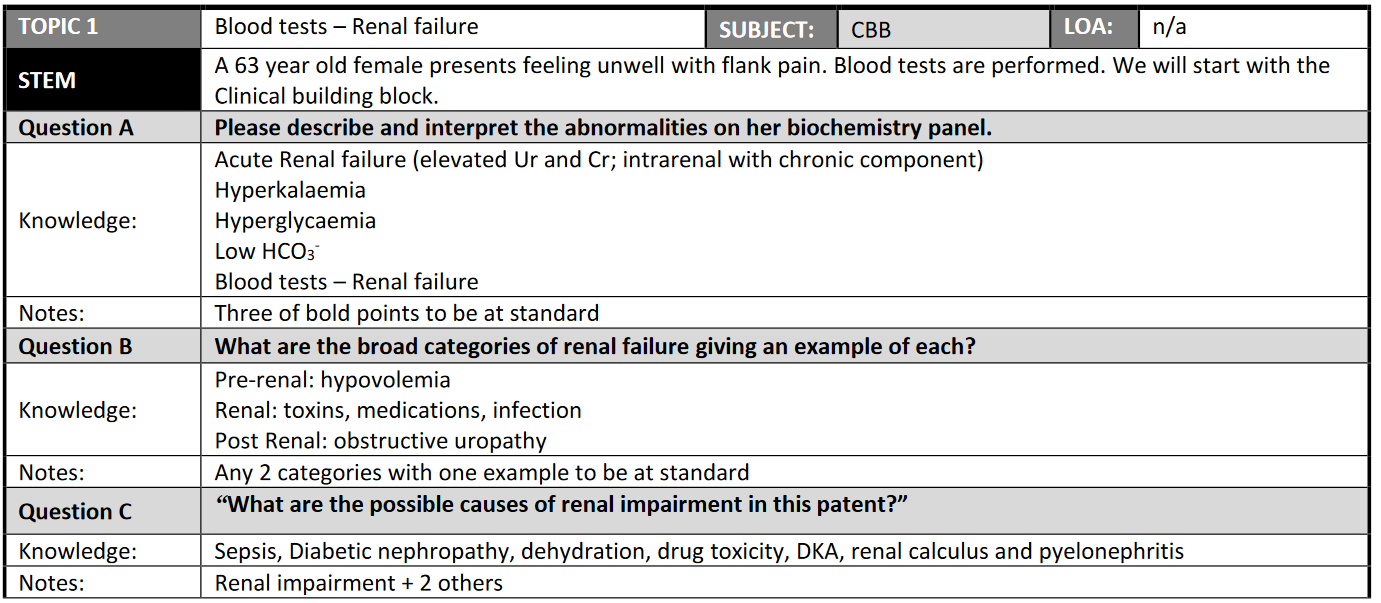 TOPIC 1 Blood tests – Renal failure SUBJECT: CBB LOA: n/a
STEM A 63 year old female presents feeling unwell with flank pain. Blood tests are performed. We will start with the
Clinical building block.
Question A Please describe and interpret the abnormalities on her biochemistry panel.
Knowledge: Acute Renal failure (elevated Ur and Cr; intrarenal with chronic component)
Hyperkalaemia
Hyperglycaemia
Low HCO₃⁻
Blood tests – Renal failure
Notes: Three of bold points to be at standard
Question B What are the broad categories of renal failure giving an example of each?
Knowledge: Pre-renal: hypovolemia
Renal: toxins, medications, infection
Post Renal: obstructive uropathy
Notes: Any 2 categories with one example to be at standard
Question C “What are the possible causes of renal impairment in this patent?”
Knowledge: Sepsis, Diabetic nephropathy, dehydration, drug toxicity, DKA, renal calculus and pyelonephritis
Notes: Renal impairment + 2 others